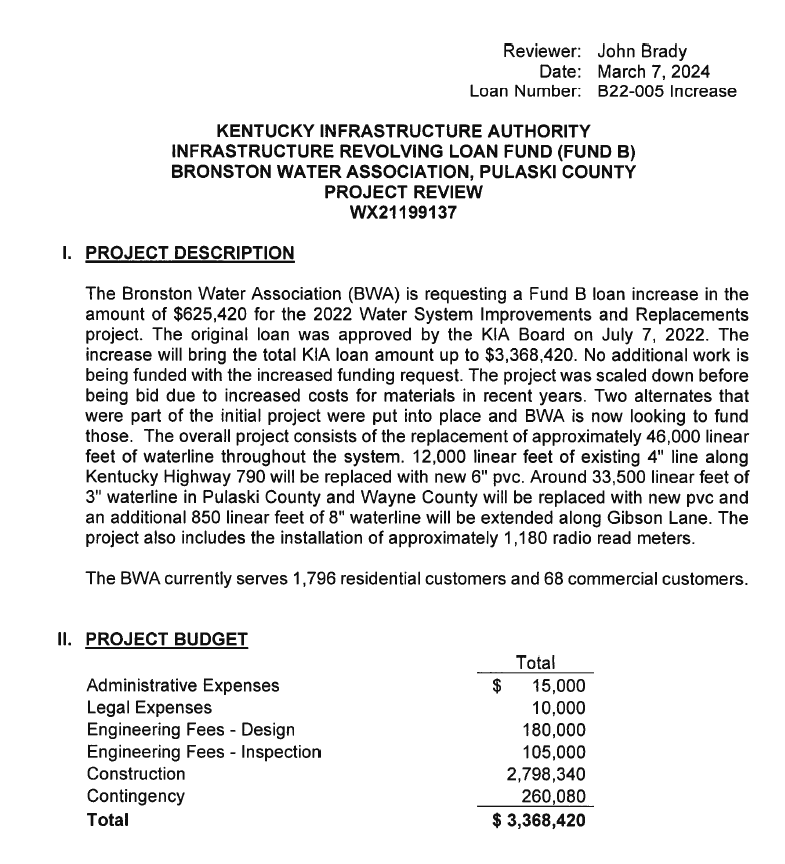 Reviewer: John Brady
Date: March 7, 2024
Loan Number: B22-005 Increase
KENTUCKY INFRASTRUCTURE AUTHORITY
INFRASTRUCTURE REVOLVING LOAN FUND (FUND B)
BRONSTON WATER ASSOCIATION, PULASKI COUNTY
PROJECT REVIEW
WX21199137
I. PROJECT DESCRIPTION
The Bronston Water Association (BWA) is requesting a Fund B loan increase in the
amount of $625,420 for the 2022 Water System Improvements and Replacements
project. The original loan was approved by the KIA Board on July 7, 2022. The
increase will bring the total KIA loan amount up to $3,368,420. No additional work is
being funded with the increased funding request. The project was scaled down before
being bid due to increased costs for materials in recent years. Two alternates that
were part of the initial project were put into place and BWA is now looking to fund
those. The overall project consists of the replacement of approximately 46,000 linear
feet of waterline throughout the system. 12,000 linear feet of existing 4" line along
Kentucky Highway 790 will be replaced with new 6" pvc. Around 33,500 linear feet of
3" waterline in Pulaski County and Wayne County will be replaced with new pvc and
an additional 850 linear feet of 8" waterline will be extended along Gibson Lane. The
project also includes the installation of approximately 1,180 radio read meters.
The BWA currently serves 1,796 residential customers and 68 commercial customers.
II. PROJECT BUDGET
Total
Administrative Expenses $ 15,000
Legal Expenses 10,000
Engineering Fees - Design 180,000
Engineering Fees - Inspection 105,000
Construction 2,798,340
Contingency 260,080
Total $ 3,368,420